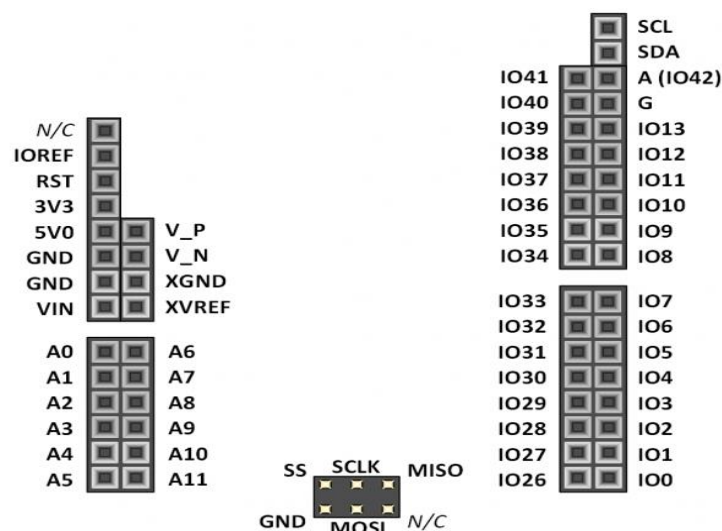 SCL
SDA
IO41 A (IO42)
IO40 G
IO39 IO13
IO38 IO12
IO37 IO11
IO36 IO10
IO35 IO9
IO34 IO8
N/C
IOREF
RST
3V3
5V0 V_P
GND V_N
GND XGND
VIN XVREF
IO33 IO7
IO32 IO6
IO31 IO5
IO30 IO4
IO29 IO3
IO28 IO2
IO27 IO1
IO26 IO0
A0 A6
A1 A7
A2 A8
A3 A9
A4 A10
A5 A11
SS SCLK MISO
GND MOSI N/C